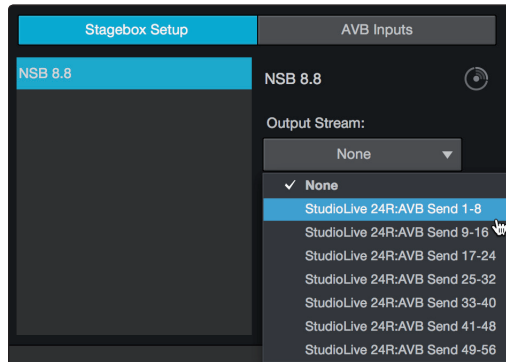 Stagebox Setup
AVB Inputs
NSB 8.8
NSB 8.8
Output Stream:
None
None
StudioLive 24R:AVB Send 1-8
StudioLive 24R:AVB Send 9-16
StudioLive 24R:AVB Send 17-24
StudioLive 24R:AVB Send 25-32
StudioLive 24R:AVB Send 33-40
StudioLive 24R:AVB Send 41-48
StudioLive 24R:AVB Send 49-56